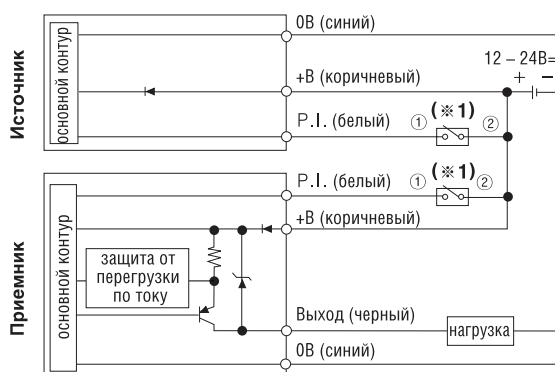 Источник
основной контур
0В (синий)
+В (коричневый)
12 – 24В=
+ –
P.I. (белый)
① (※1) ②
P.I. (белый)
① (※1) ②
+В (коричневый)
Приемник
основной контур
защита от
перегрузки
по току
Выход (черный)
нагрузка
0В (синий)